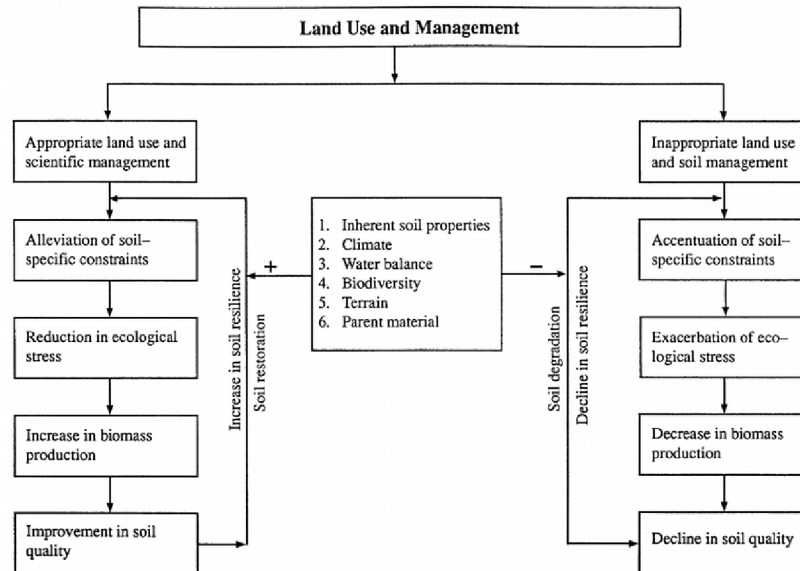 Land Use and Management
Appropriate land use and
scientific management
Inappropriate land use
and soil management
Alleviation of soil–
specific constraints
Reduction in ecological
stress
Increase in biomass
production
Improvement in soil
quality
Increase in soil resilience
Soil restoration
+
1. Inherent soil properties
2. Climate
3. Water balance
4. Biodiversity
5. Terrain
6. Parent material
–
Soil degradation
Decline in soil resilience
Accentuation of soil–
specific constraints
Exacerbation of eco–
logical stress
Decrease in biomass
production
Decline in soil quality